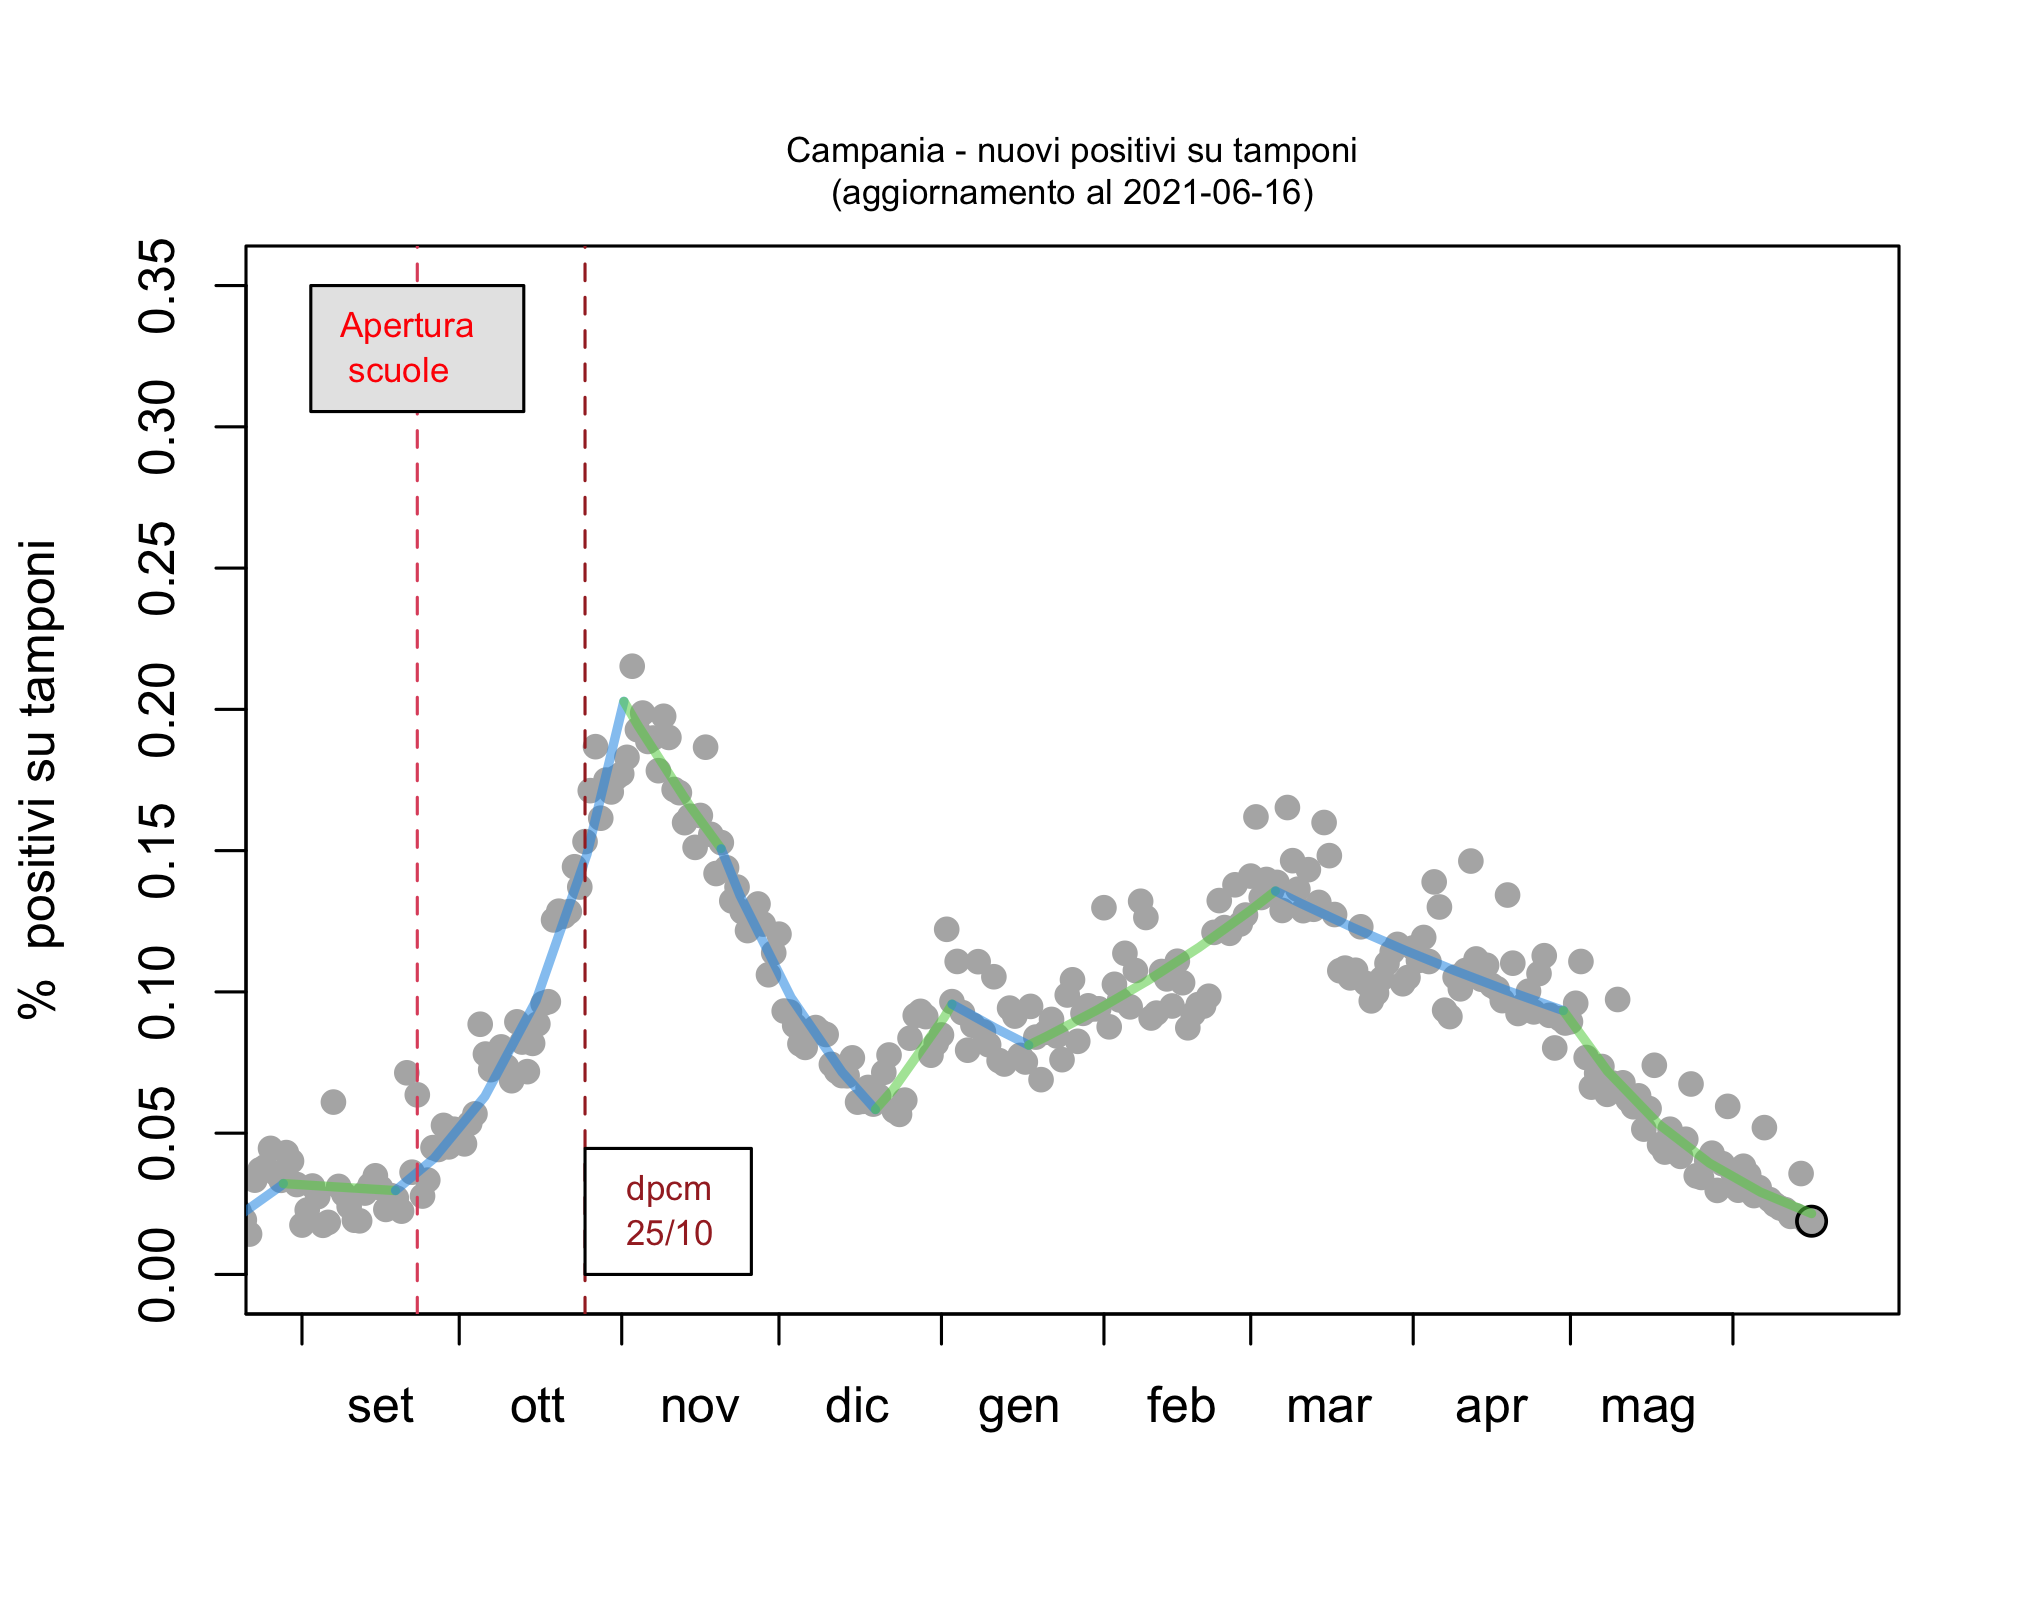 Campania - nuovi positivi su tamponi
(aggiornamento al 2021-06-16)
% positivi su tamponi
0.35
0.30
0.25
0.20
0.15
0.10
0.05
0.00
Apertura
scuole
dpcm
25/10
set ott nov dic gen feb mar apr mag